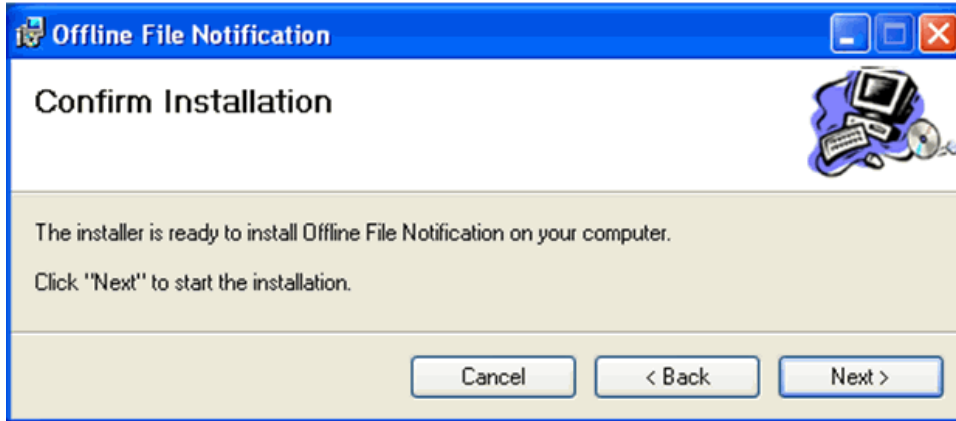 Offline File Notification
Confirm Installation
The installer is ready to install Offline File Notification on your computer.
Click "Next" to start the installation.
Cancel
< Back
Next >